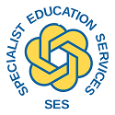 SPECIALIST EDUCATION SERVICES
SES